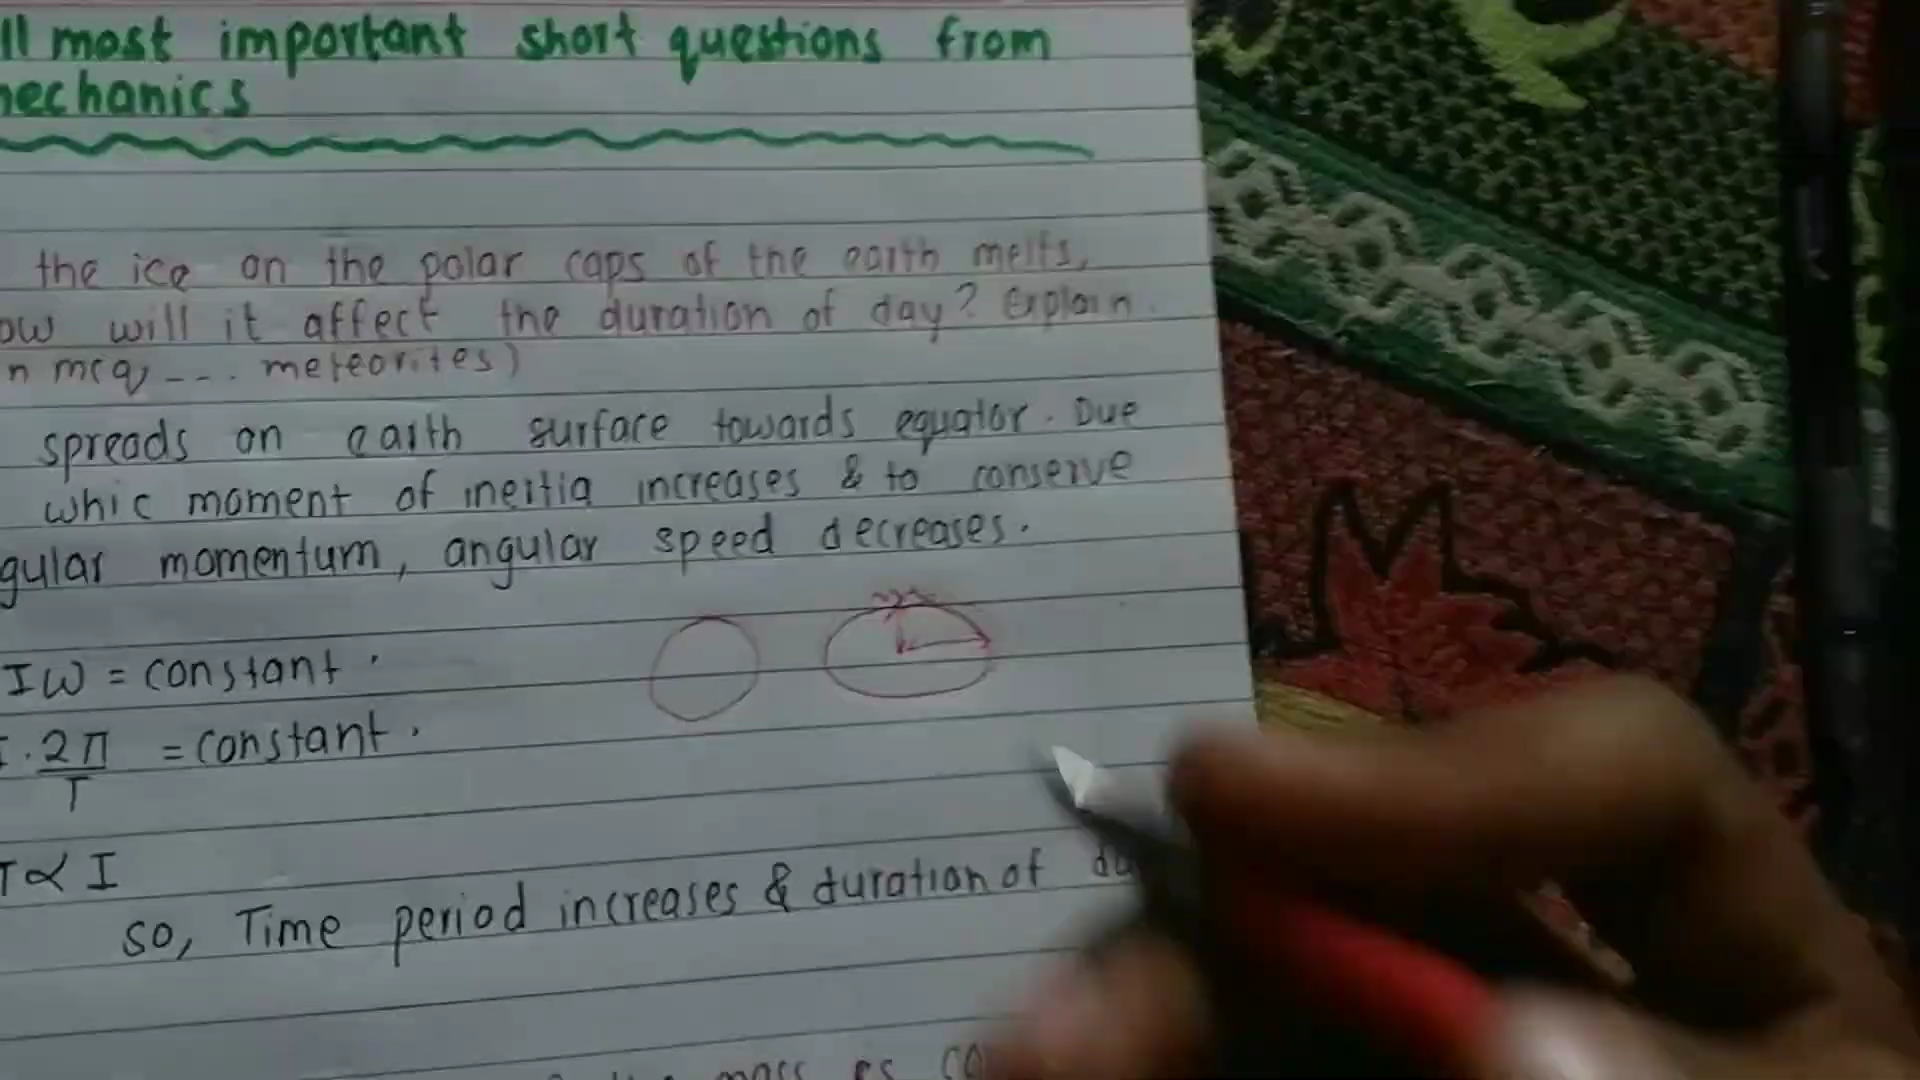 ll most important short questions from
mechanics
the ice on the polar caps of the earth melts,
ow will it affect the duration of day? Explain.
n mcq, --- . meteorites)
spreads on earth surface towards equator. Due
whic moment of inertia increases & to conserve
gular momentum, angular speed decreases.
Iω = constant.
I . 2π/T = constant.
T ∝ I
so, Time period increases & duration of
mass